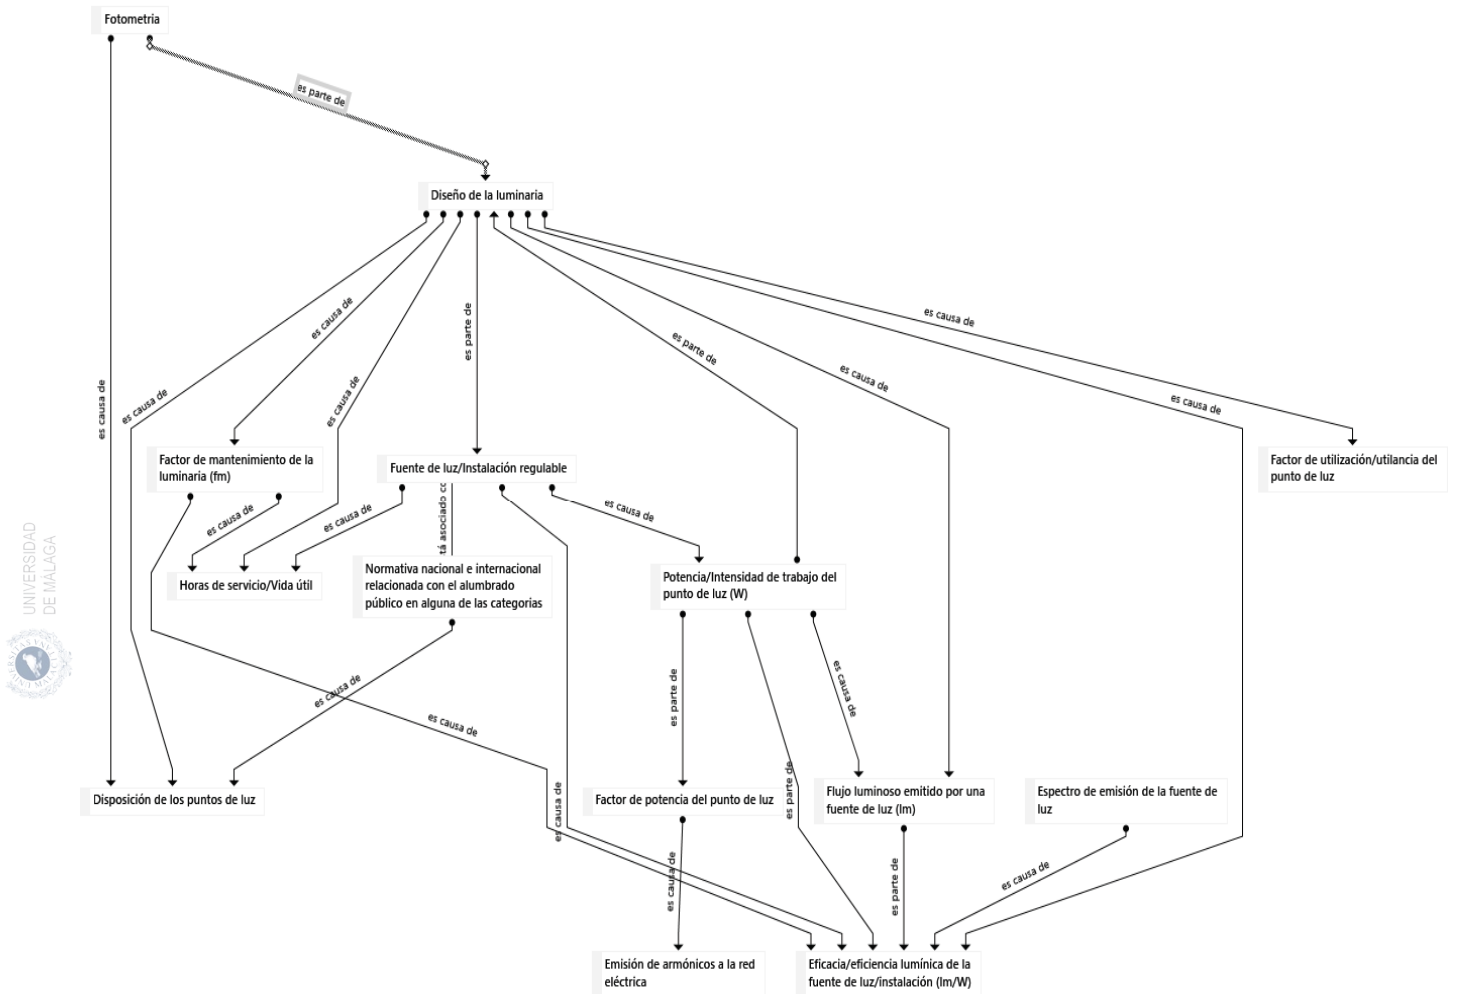 Fotometria
es parte de
Diseño de la luminaria
es causa de
es parte de
es causa de
es parte de
es causa de
es causa de
es causa de
es causa de
es causa de
Factor de mantenimiento de la
luminaria (fm)
Fuente de luz/Instalación regulable
Factor de utilización/utilancia del
punto de luz
es causa de
es causa de
tá asociado co
es causa de
UNIVERSIDAD
DE MÁLAGA
Horas de servicio/Vida útil
Normativa nacional e internacional
relacionada con el alumbrado
público en alguna de las categorias
Potencia/Intensidad de trabajo del
punto de luz (W)
es causa de
es causa de
es parte de
es causa de
es causa de
es parte de
Disposición de los puntos de luz
Factor de potencia del punto de luz
Flujo luminoso emitido por una
fuente de luz (lm)
Espectro de emisión de la fuente de
luz
es causa de
es parte de
es causa de
Emisión de armónicos a la red
eléctrica
Eficacia/eficiencia lumínica de la
fuente de luz/instalación (lm/W)